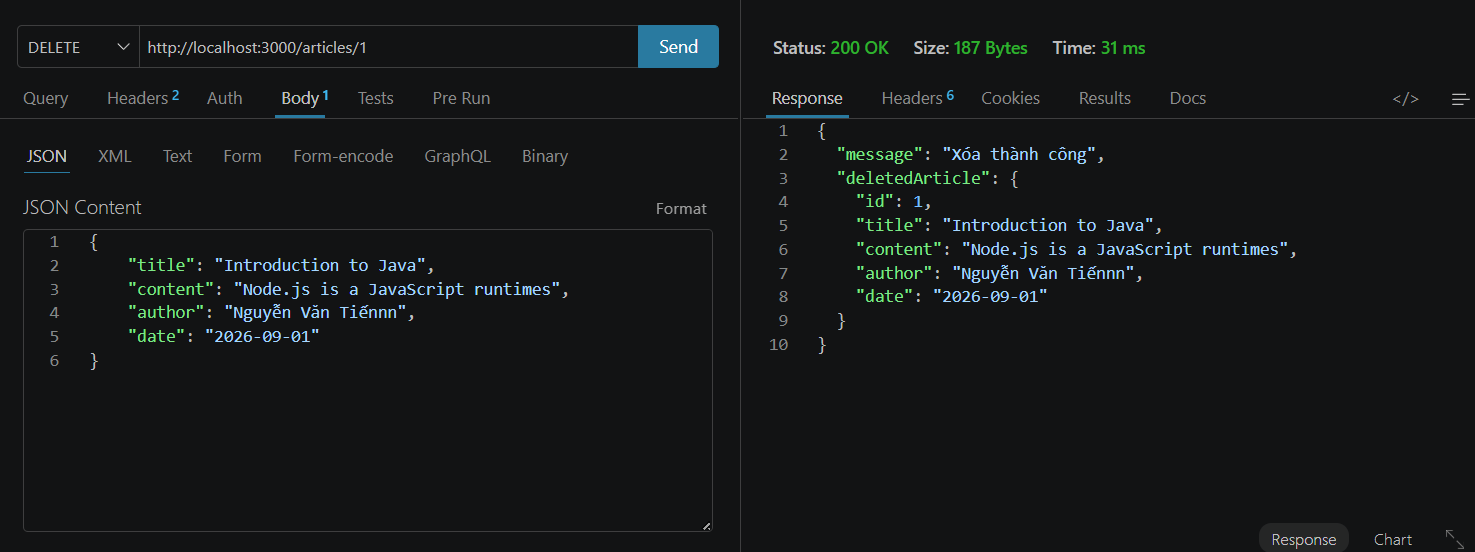 DELETE http://localhost:3000/articles/1 Send
Query Headers 2 Auth Body 1 Tests Pre Run
JSON XML Text Form Form-encode GraphQL Binary
JSON Content Format
1 {
2 "title": "Introduction to Java",
3 "content": "Node.js is a JavaScript runtimes",
4 "author": "Nguyễn Văn Tiếnnn",
5 "date": "2026-09-01"
6 }
Status: 200 OK Size: 187 Bytes Time: 31 ms
Response Headers 6 Cookies Results Docs </>
1 {
2 "message": "Xóa thành công",
3 "deletedArticle": {
4 "id": 1,
5 "title": "Introduction to Java",
6 "content": "Node.js is a JavaScript runtimes",
7 "author": "Nguyễn Văn Tiếnnn",
8 "date": "2026-09-01"
9 }
10 }
Response Chart